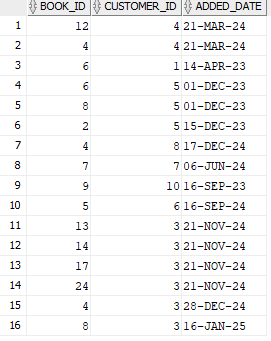 BOOK_ID CUSTOMER_ID ADDED_DATE
1 12 4 21-MAR-24
2 4 4 21-MAR-24
3 6 1 14-APR-23
4 6 5 01-DEC-23
5 8 5 01-DEC-23
6 2 5 15-DEC-23
7 4 8 17-DEC-24
8 7 7 06-JUN-24
9 9 10 16-SEP-23
10 5 6 16-SEP-24
11 13 3 21-NOV-24
12 14 3 21-NOV-24
13 17 3 21-NOV-24
14 24 3 21-NOV-24
15 4 3 28-DEC-24
16 8 3 16-JAN-25